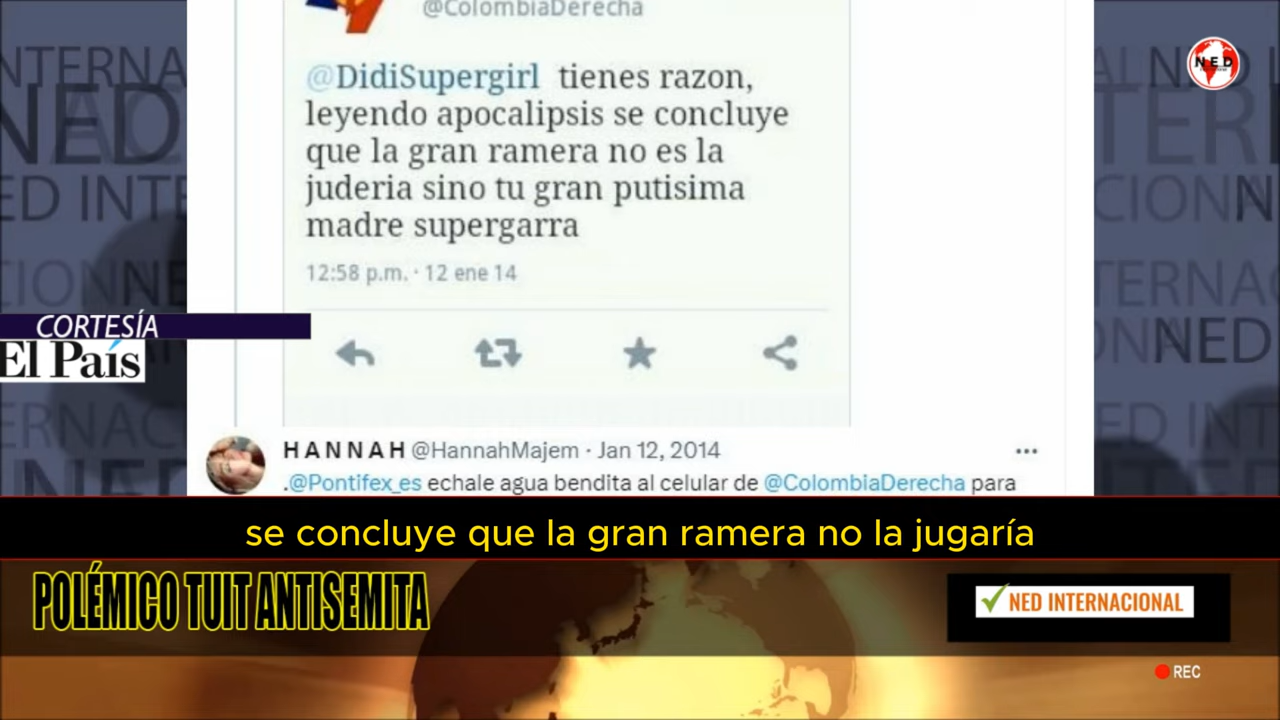 @ColombiaDerecha
@DidiSupergirl tienes razon,
leyendo apocalipsis se concluye
que la gran ramera no es la
juderia sino tu gran putisima
madre supergarra
12:58 p.m. · 12 ene 14
NED
CORTESÍA
El País
HANNAH @HannahMajem · Jan 12, 2014
.@Pontifex_es echale agua bendita al celular de @ColombiaDerecha para
se concluye que la gran ramera no la jugaría
POLÉMICO TUIT ANTISEMITA
NED INTERNACIONAL
REC